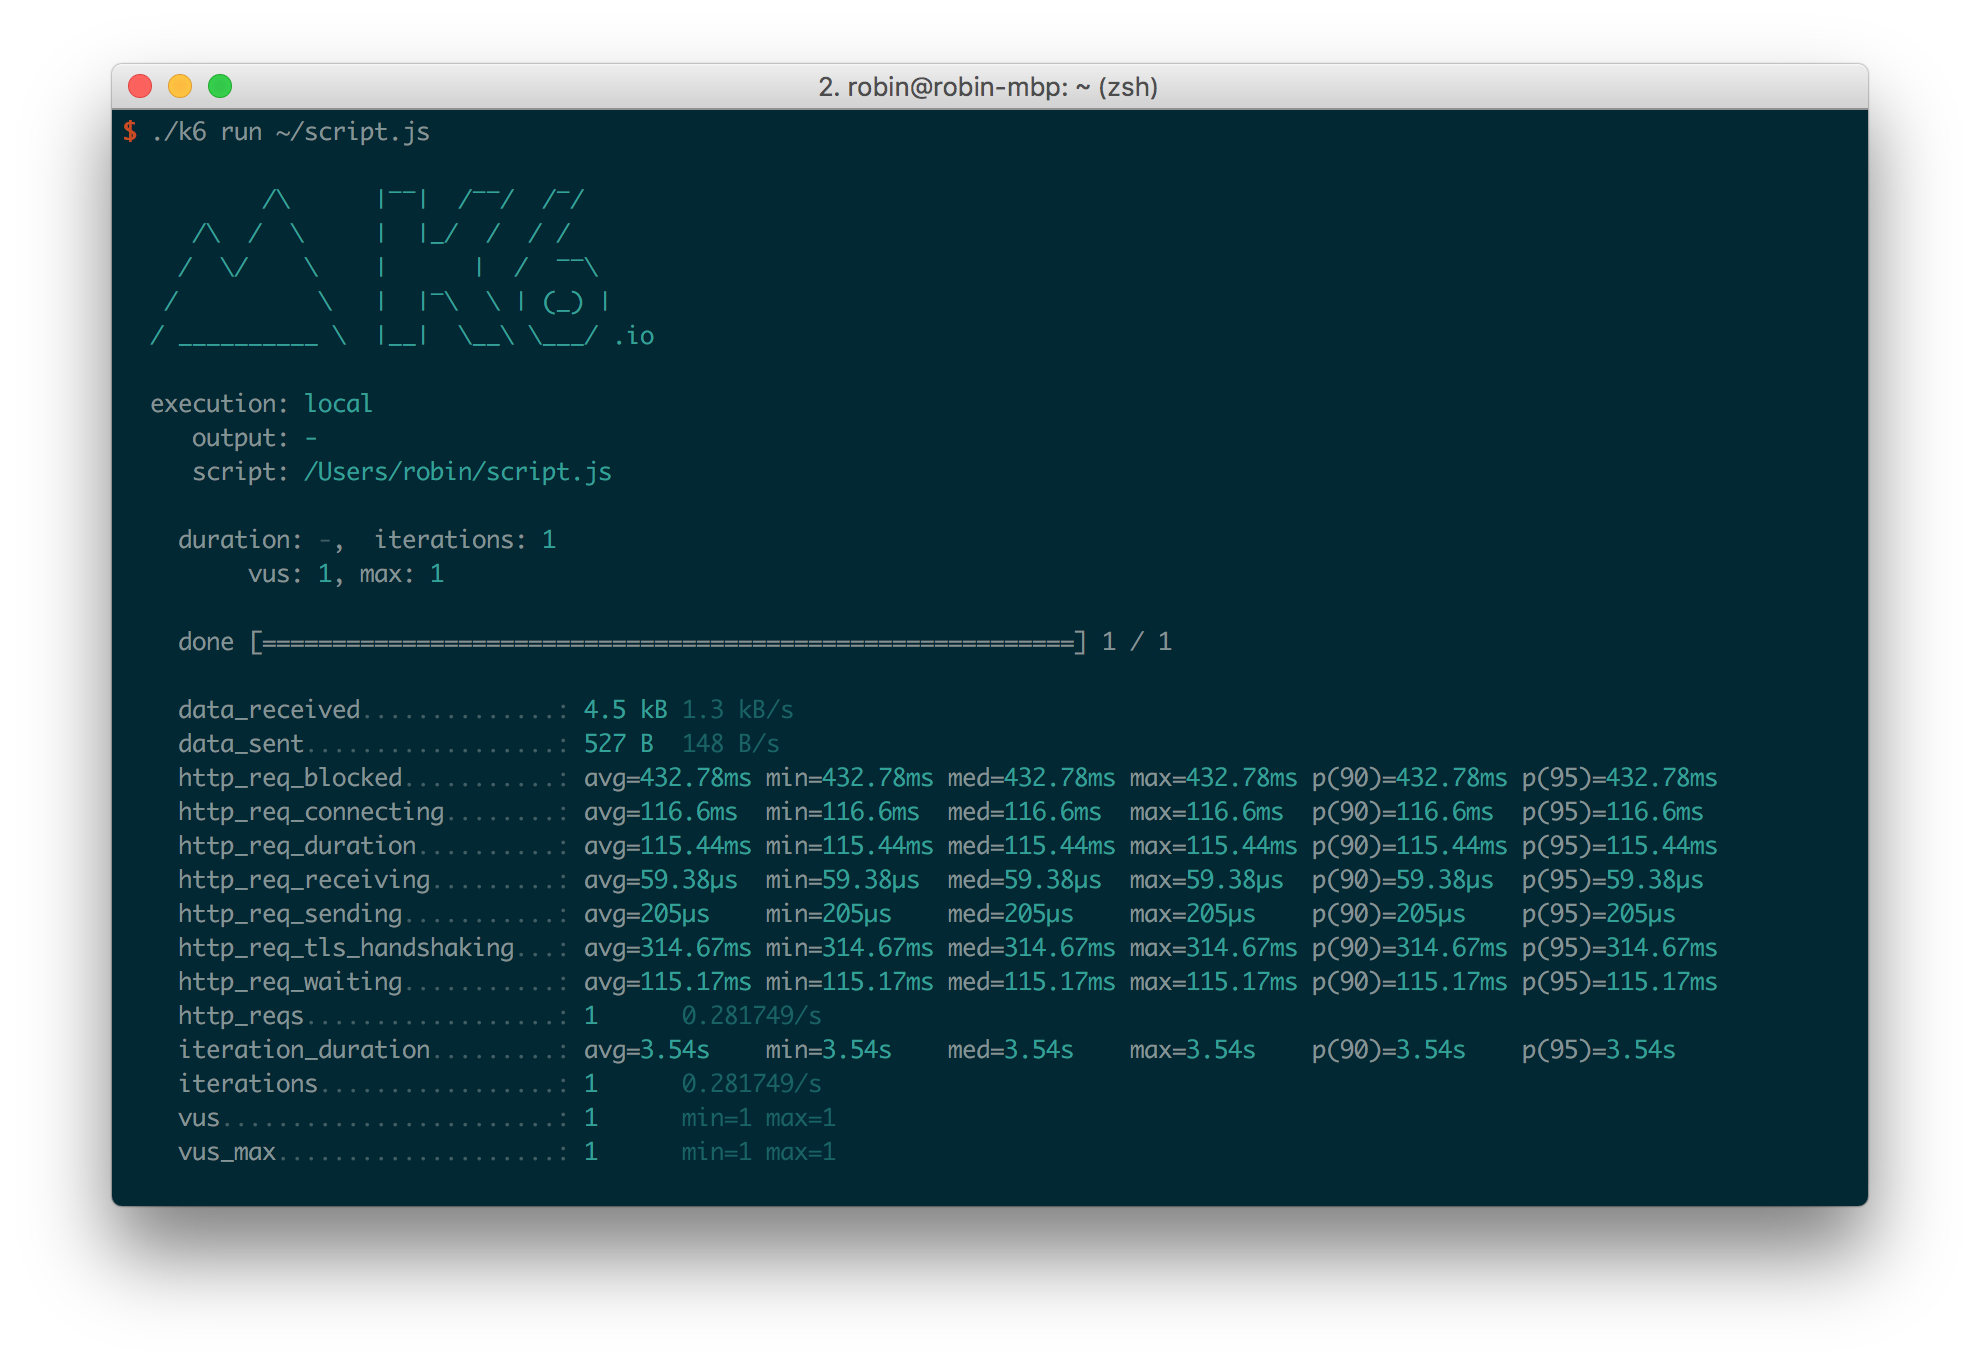 2. robin@robin-mbp: ~ (zsh)
$ ./k6 run ~/script.js
          /\      |‾‾|  /‾‾/  /‾/
     /\  /  \     |  |_/  /  / /
    /  \/    \    |      |  /  ‾‾\
   /          \   |  |‾\  \ | (_) |
  / __________ \  |__|  \__\ \___/ .io
execution: local
output: -
script: /Users/robin/script.js
duration: -,  iterations: 1
vus: 1, max: 1
done [==========================================================] 1 / 1
data_received..............: 4.5 kB 1.3 kB/s
data_sent..................: 527 B  148 B/s
http_req_blocked...........: avg=432.78ms min=432.78ms med=432.78ms max=432.78ms p(90)=432.78ms p(95)=432.78ms
http_req_connecting........: avg=116.6ms  min=116.6ms  med=116.6ms  max=116.6ms  p(90)=116.6ms  p(95)=116.6ms
http_req_duration..........: avg=115.44ms min=115.44ms med=115.44ms max=115.44ms p(90)=115.44ms p(95)=115.44ms
http_req_receiving.........: avg=59.38µs  min=59.38µs  med=59.38µs  max=59.38µs  p(90)=59.38µs  p(95)=59.38µs
http_req_sending...........: avg=205µs    min=205µs    med=205µs    max=205µs    p(90)=205µs    p(95)=205µs
http_req_tls_handshaking...: avg=314.67ms min=314.67ms med=314.67ms max=314.67ms p(90)=314.67ms p(95)=314.67ms
http_req_waiting...........: avg=115.17ms min=115.17ms med=115.17ms max=115.17ms p(90)=115.17ms p(95)=115.17ms
http_reqs..................: 1      0.281749/s
iteration_duration.........: avg=3.54s    min=3.54s    med=3.54s    max=3.54s    p(90)=3.54s    p(95)=3.54s
iterations.................: 1      0.281749/s
vus........................: 1      min=1 max=1
vus_max....................: 1      min=1 max=1